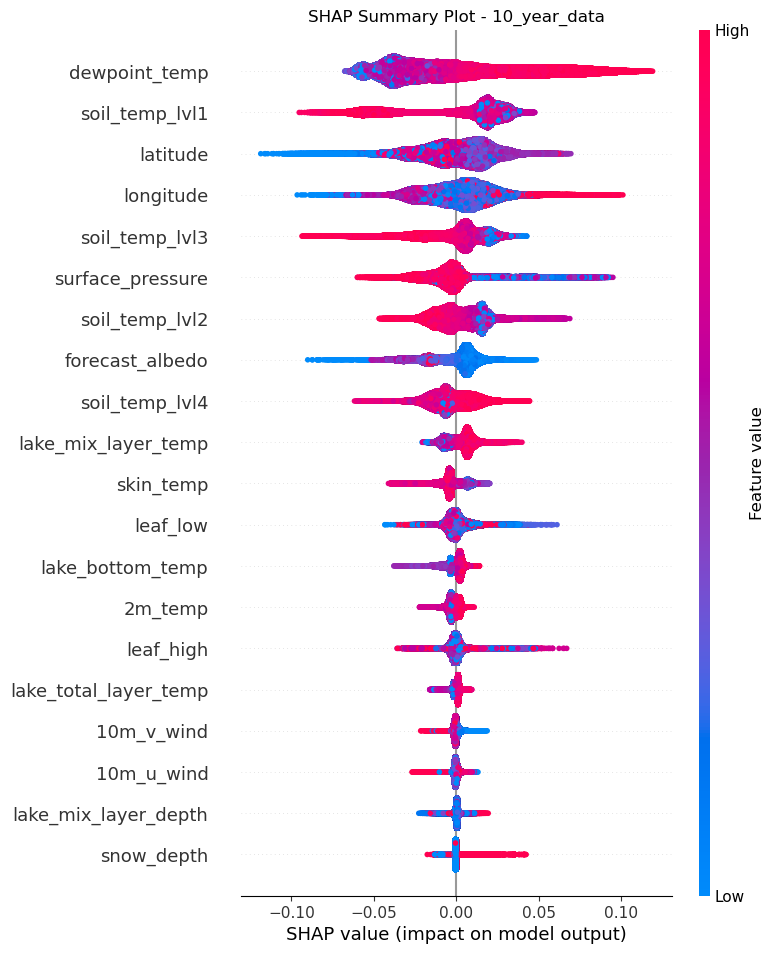 SHAP Summary Plot - 10_year_data
High
dewpoint_temp
soil_temp_lvl1
latitude
longitude
soil_temp_lvl3
surface_pressure
soil_temp_lvl2
forecast_albedo
soil_temp_lvl4
lake_mix_layer_temp
skin_temp
leaf_low
lake_bottom_temp
2m_temp
leaf_high
lake_total_layer_temp
10m_v_wind
10m_u_wind
lake_mix_layer_depth
snow_depth
Feature value
Low
−0.10 −0.05 0.00 0.05 0.10
SHAP value (impact on model output)